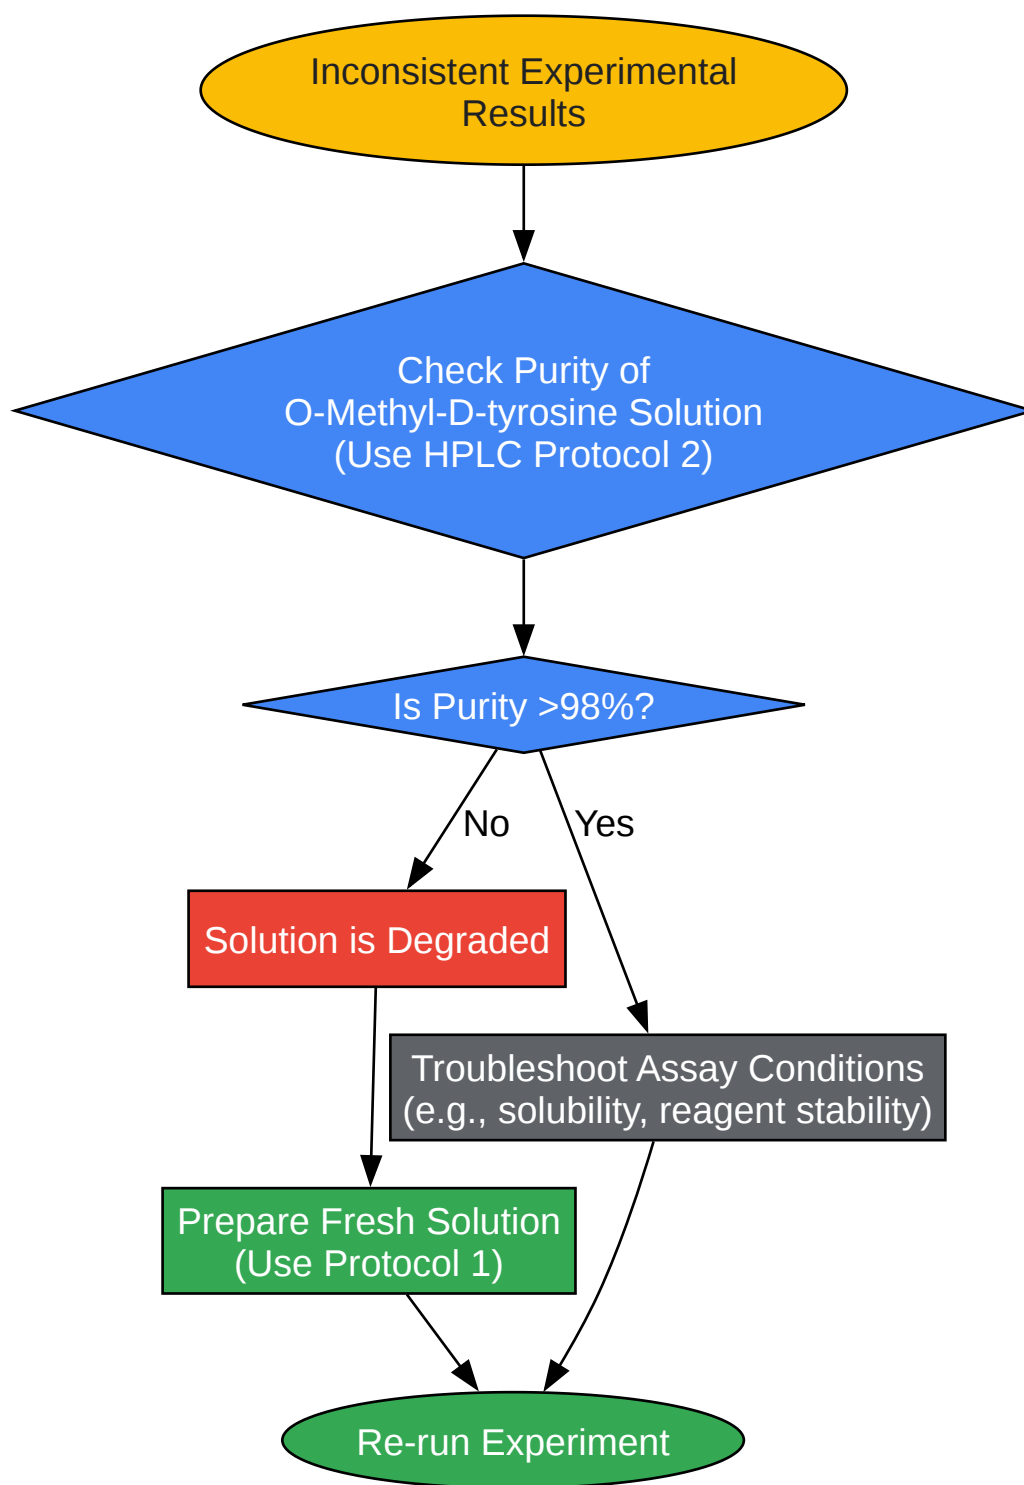 Inconsistent Experimental
Results
Check Purity of
O-Methyl-D-tyrosine Solution
(Use HPLC Protocol 2)
Is Purity >98%?
No
Yes
Solution is Degraded
Troubleshoot Assay Conditions
(e.g., solubility, reagent stability)
Prepare Fresh Solution
(Use Protocol 1)
Re-run Experiment